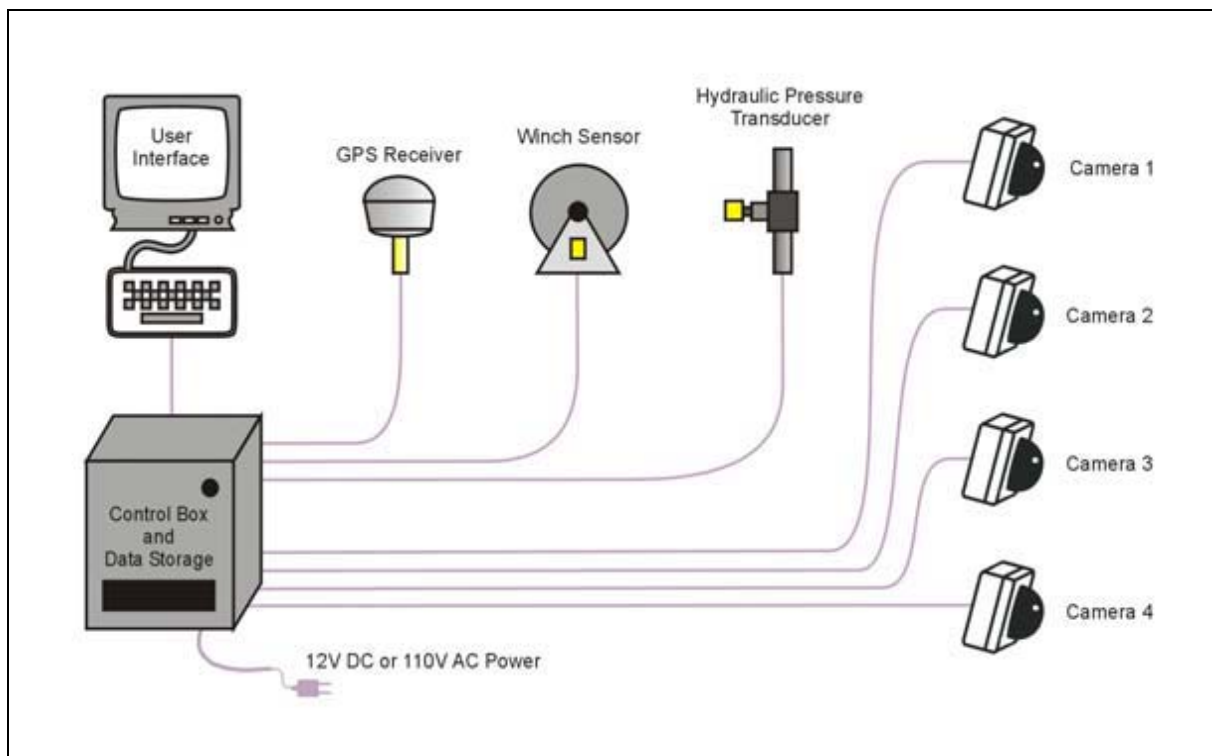 User
Interface
GPS Receiver
Winch Sensor
Hydraulic Pressure
Transducer
Camera 1
Camera 2
Camera 3
Camera 4
Control Box
and
Data Storage
12V DC or 110V AC Power